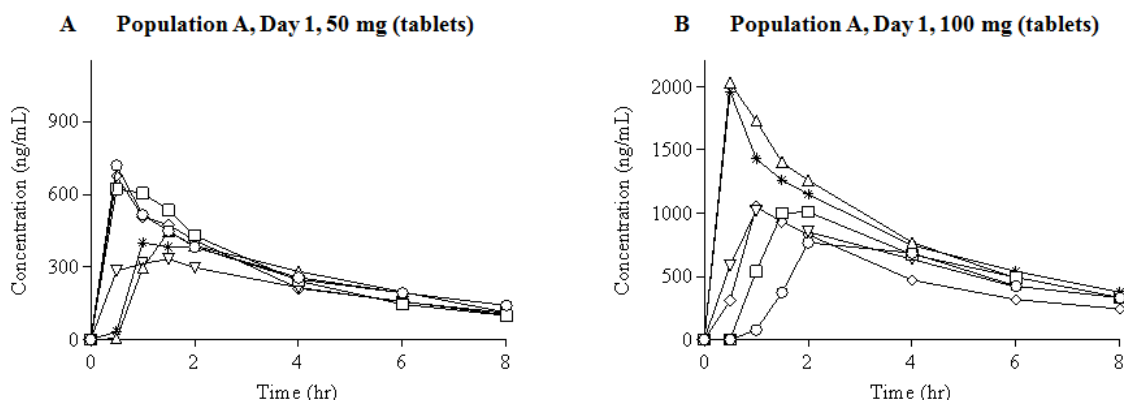 A Population A, Day 1, 50 mg (tablets)
Concentration (ng/mL)
900
600
300
0
0 2 4 6 8
Time (hr)
B Population A, Day 1, 100 mg (tablets)
Concentration (ng/mL)
2000
1500
1000
500
0
0 2 4 6 8
Time (hr)